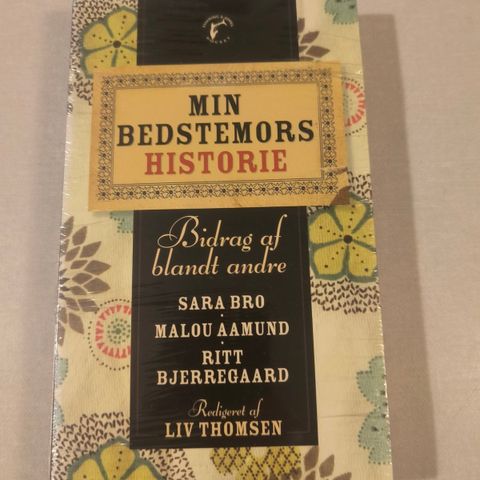 MIN
BEDSTEMORS
HISTORIE
Bidrag af
blandt andre
SARA BRO
·
MALOU AAMUND
·
RITT
BJERREGAARD
Redigeret af
LIV THOMSEN